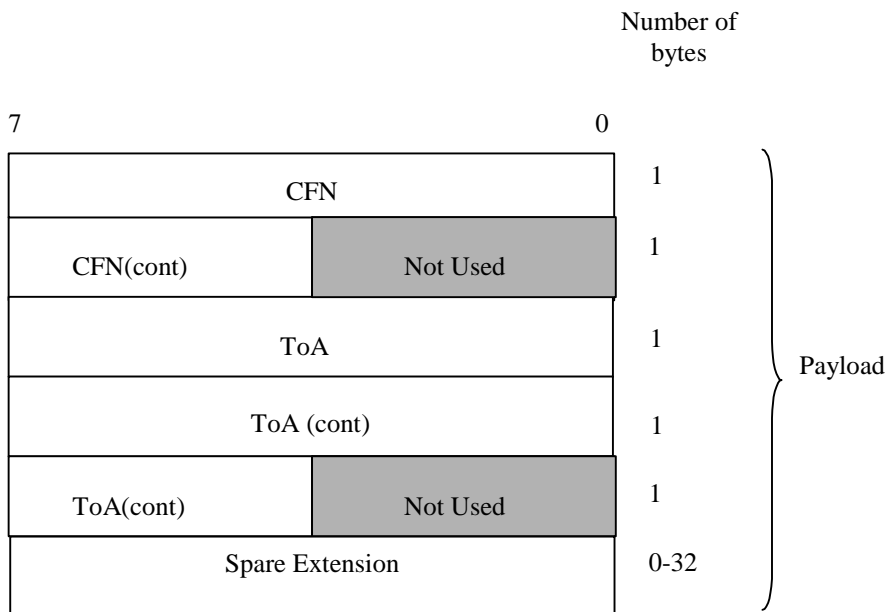 Number of
bytes
7 0
CFN 1
CFN(cont) Not Used 1
ToA 1
Payload
ToA (cont) 1
ToA(cont) Not Used 1
Spare Extension 0-32